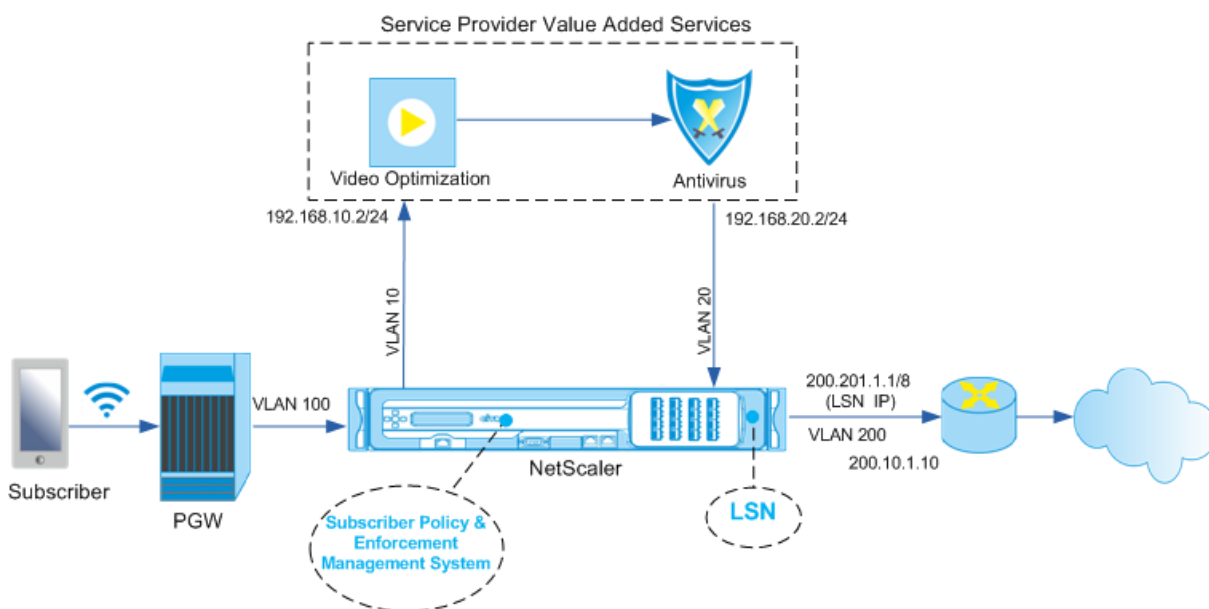 Service Provider Value Added Services
Video Optimization
Antivirus
192.168.10.2/24
192.168.20.2/24
VLAN 10
VLAN 20
Subscriber
PGW
VLAN 100
NetScaler
200.201.1.1/8
(LSN IP)
VLAN 200
200.10.1.10
Subscriber Policy &
Enforcement
Management System
LSN